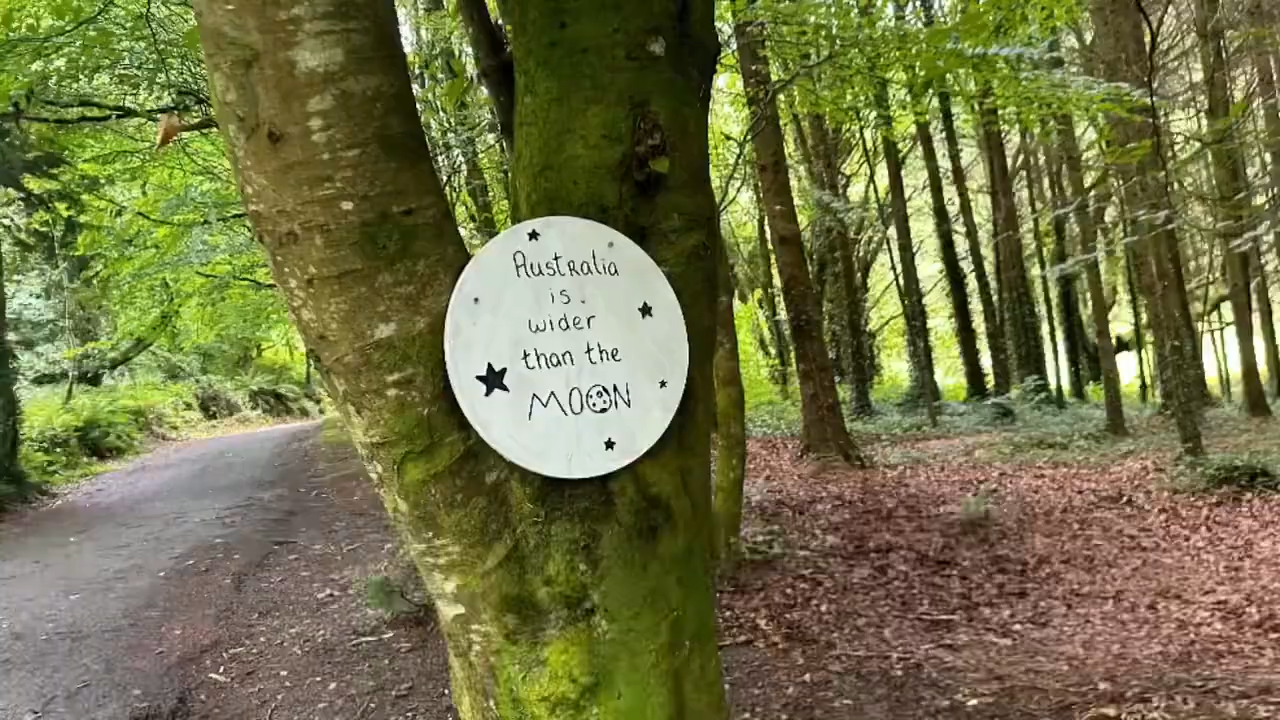 Australia
is
wider
than the
MOON